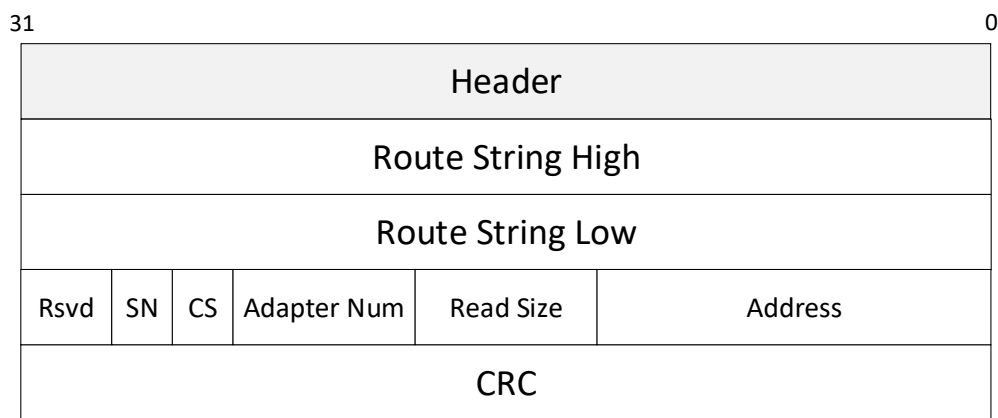 31 0
Header
Route String High
Route String Low
Rsvd SN CS Adapter Num Read Size Address
CRC